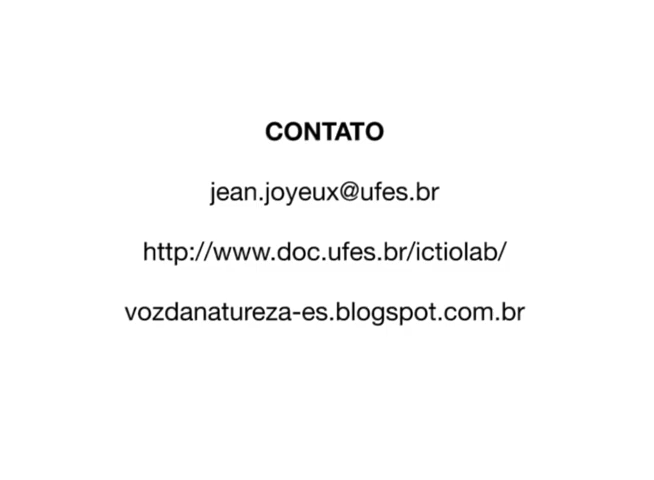 CONTATO
jean.joyeux@ufes.br
http://www.doc.ufes.br/ictiolab/
vozdanatureza-es.blogspot.com.br